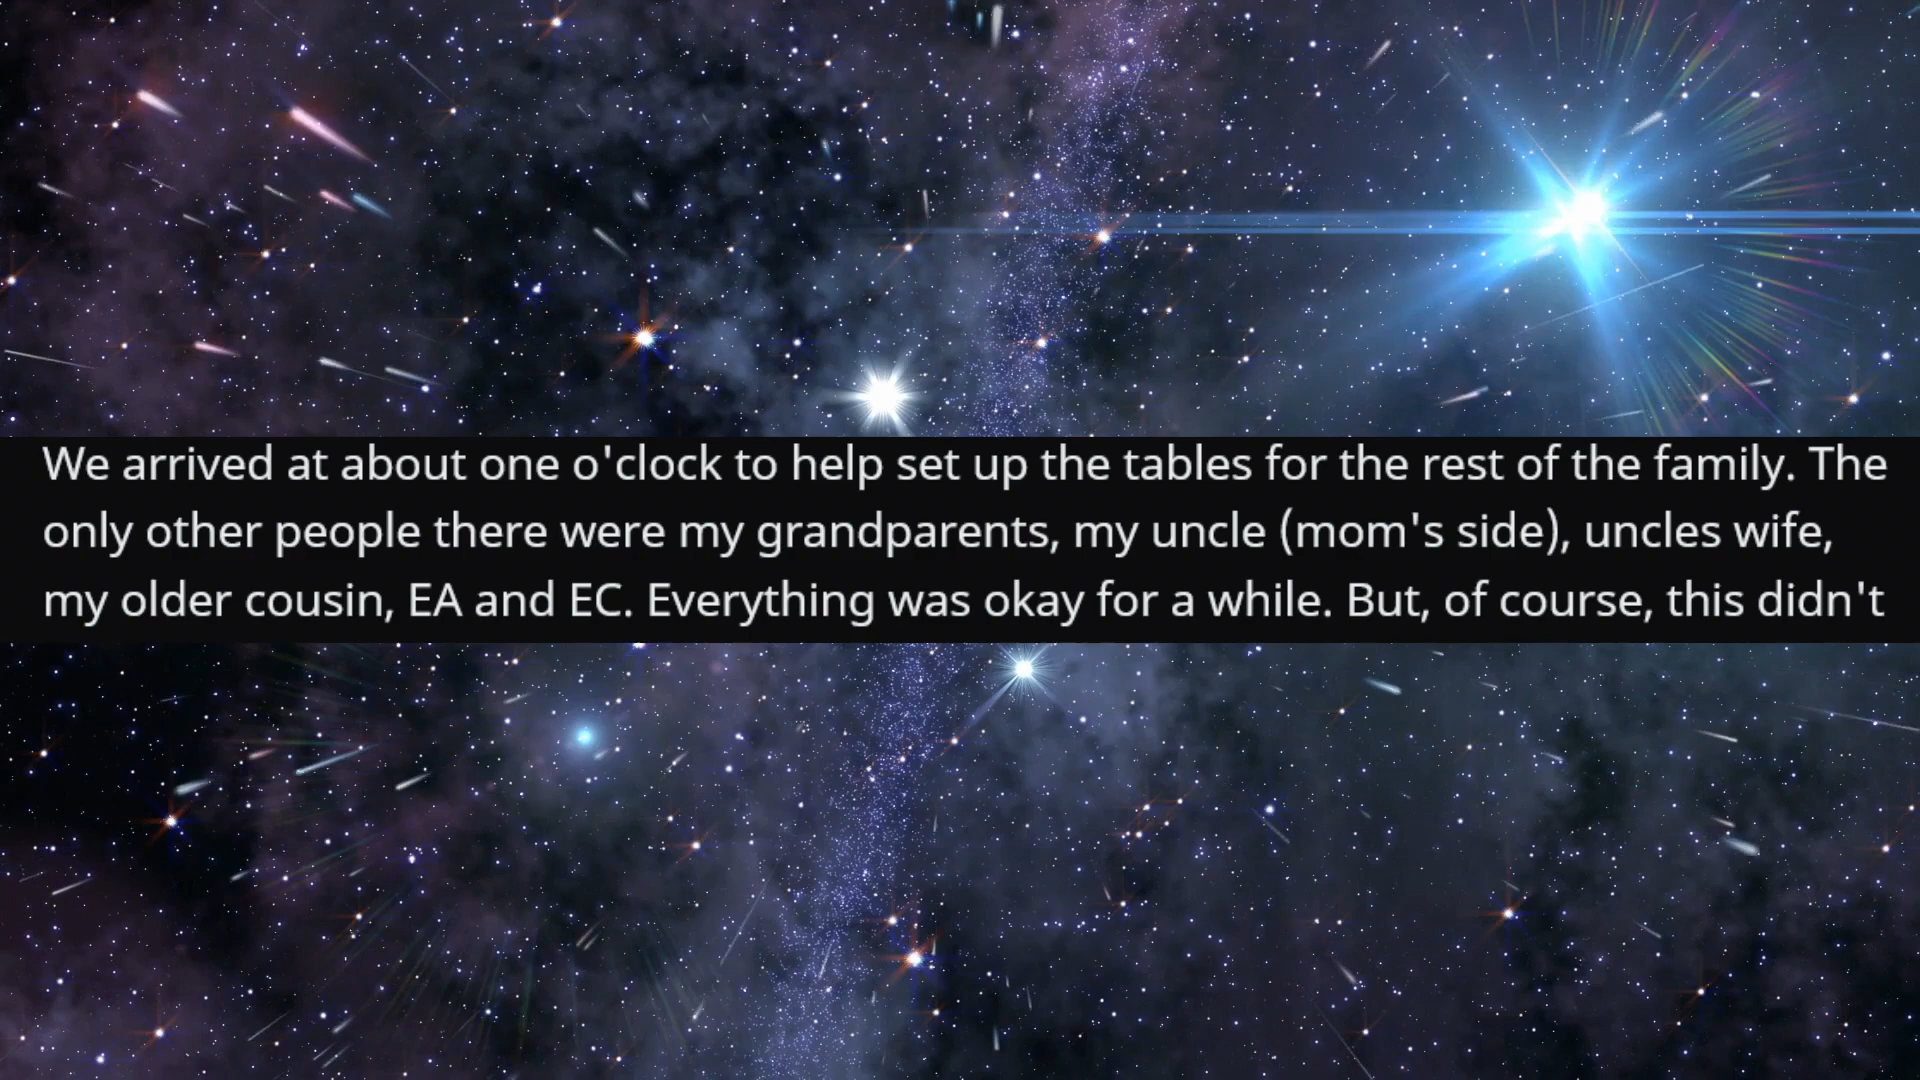 We arrived at about one o'clock to help set up the tables for the rest of the family. The
only other people there were my grandparents, my uncle (mom's side), uncles wife,
my older cousin, EA and EC. Everything was okay for a while. But, of course, this didn't